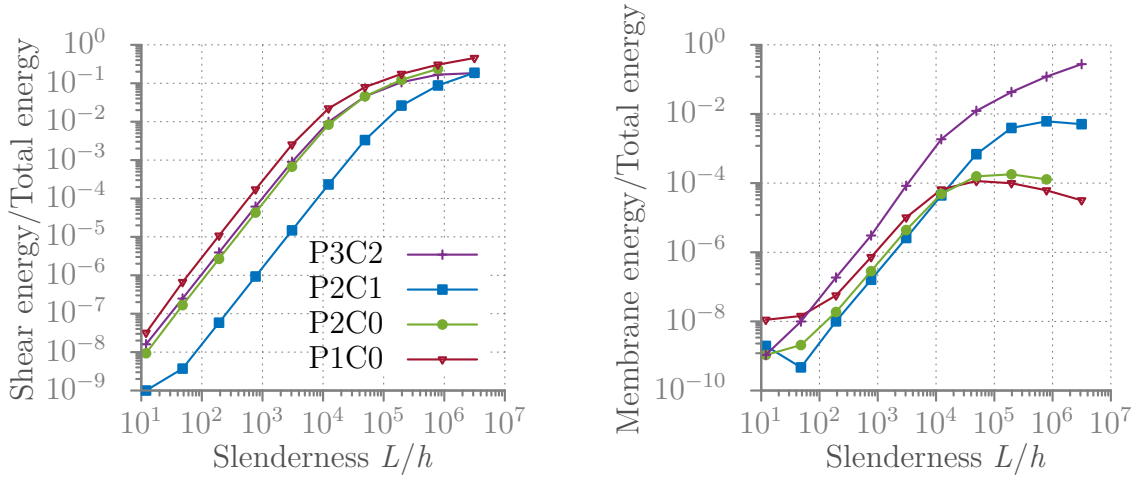 Shear energy/Total energy
10^0
10^-1
10^-2
10^-3
10^-4
10^-5
10^-6
10^-7
10^-8
10^-9
P3C2
P2C1
P2C0
P1C0
10^1 10^2 10^3 10^4 10^5 10^6 10^7
Slenderness L/h
Membrane energy/Total energy
10^0
10^-2
10^-4
10^-6
10^-8
10^-10
10^1 10^2 10^3 10^4 10^5 10^6 10^7
Slenderness L/h